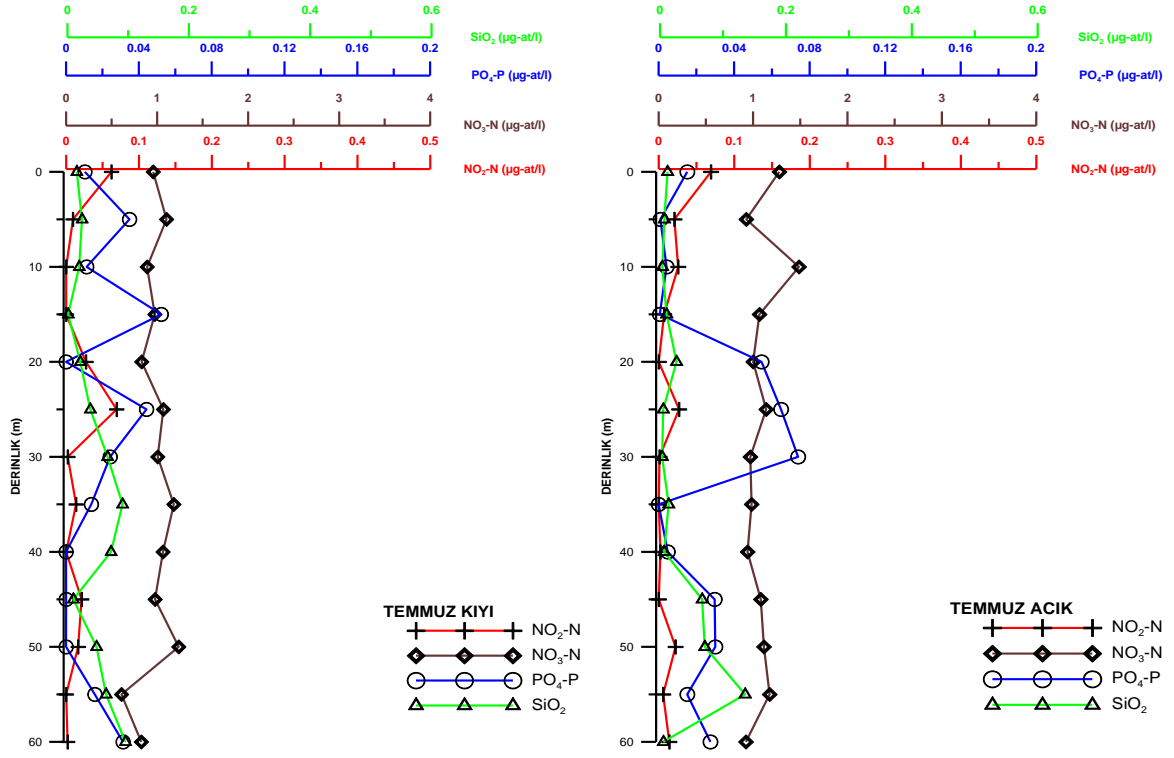 0 0.2 0.4 0.6
SiO₂ (µg-at/l)
0 0.04 0.08 0.12 0.16 0.2
PO₄-P (µg-at/l)
0 1 2 3 4
NO₃-N (µg-at/l)
0 0.1 0.2 0.3 0.4 0.5
NO₂-N (µg-at/l)
0
10
20
30
40
50
60
DERINLIK (m)
TEMMUZ KIYI
NO₂-N
NO₃-N
PO₄-P
SiO₂
0 0.2 0.4 0.6
SiO₂ (µg-at/l)
0 0.04 0.08 0.12 0.16 0.2
PO₄-P (µg-at/l)
0 1 2 3 4
NO₃-N (µg-at/l)
0 0.1 0.2 0.3 0.4 0.5
NO₂-N (µg-at/l)
0
10
20
30
40
50
60
DERINLIK (m)
TEMMUZ ACIK
NO₂-N
NO₃-N
PO₄-P
SiO₂